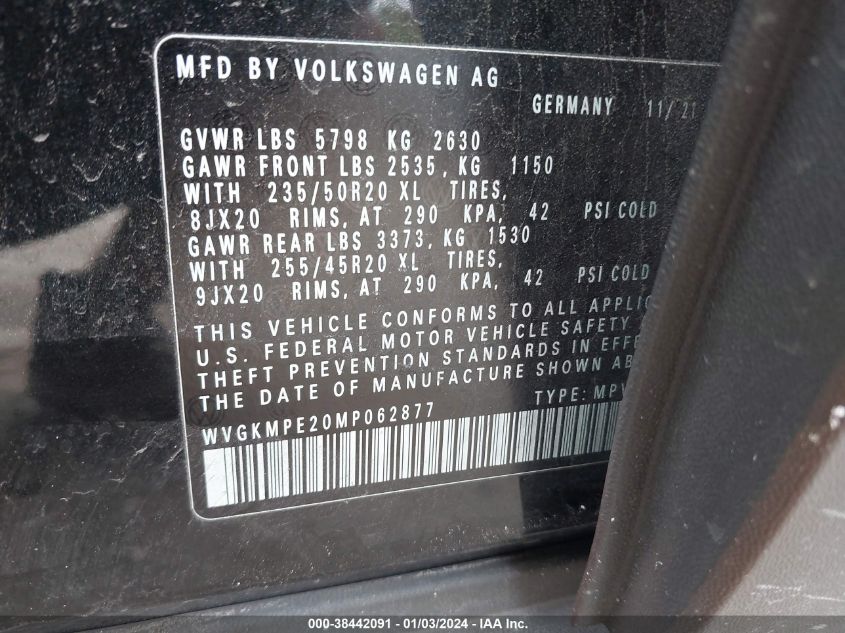 MFD BY VOLKSWAGEN AG
GERMANY 11/21
GVWR LBS 5798 KG 2630
GAWR FRONT LBS 2535, KG 1150
WITH 235/50R20 XL TIRES,
8JX20 RIMS, AT 290 KPA, 42 PSI COLD
GAWR REAR LBS 3373, KG 1530
WITH 255/45R20 XL TIRES,
9JX20 RIMS, AT 290 KPA, 42 PSI COLD
THIS VEHICLE CONFORMS TO ALL APPLIC
U.S. FEDERAL MOTOR VEHICLE SAFETY
THEFT PREVENTION STANDARDS IN EFFE
THE DATE OF MANUFACTURE SHOWN AB
WVGKMPE20MP062877 TYPE: MPV
000-38442091 - 01/03/2024 - IAA Inc.